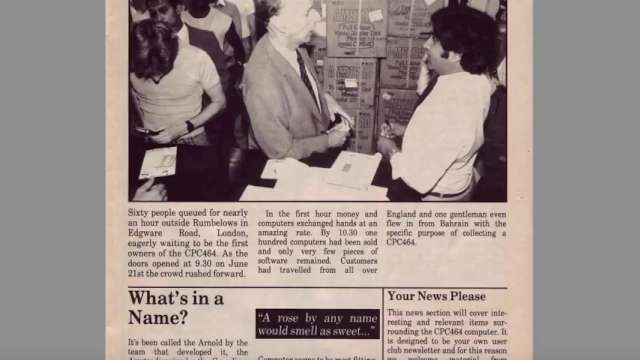 Sixty people queued for nearly
an hour outside Rumbelows in
Edgware Road, London,
eagerly waiting to be the first
owners of the CPC464. As the
doors opened at 9.30 on June
21st the crowd rushed forward.
In the first hour money and
computers exchanged hands at an
amazing rate. By 10.30 one
hundred computers had been sold
and only very few pieces of
software remained. Customers
had travelled from all over
England and one gentleman even
flew in from Bahrain with the
specific purpose of collecting a
CPC464.
What's in a
Name?
It's been called the Arnold by the
team that developed it, the
"A rose by any name
would smell as sweet..."
Your News Please
This news section will cover inte-
resting and relevant items sur-
rounding the CPC464 computer. It
is designed to be your own user
club newsletter and for this reason